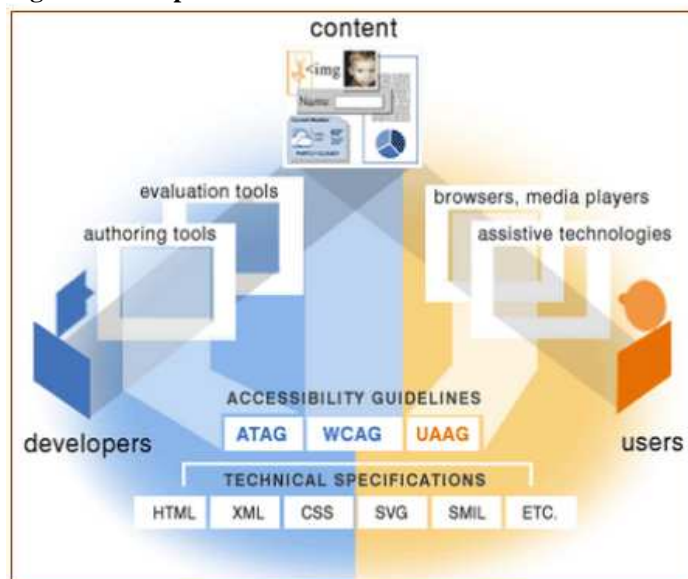 content
<img
Name:
evaluation tools
authoring tools
browsers, media players
assistive technologies
developers
users
ACCESSIBILITY GUIDELINES
ATAG WCAG UAAG
TECHNICAL SPECIFICATIONS
HTML XML CSS SVG SMIL ETC.